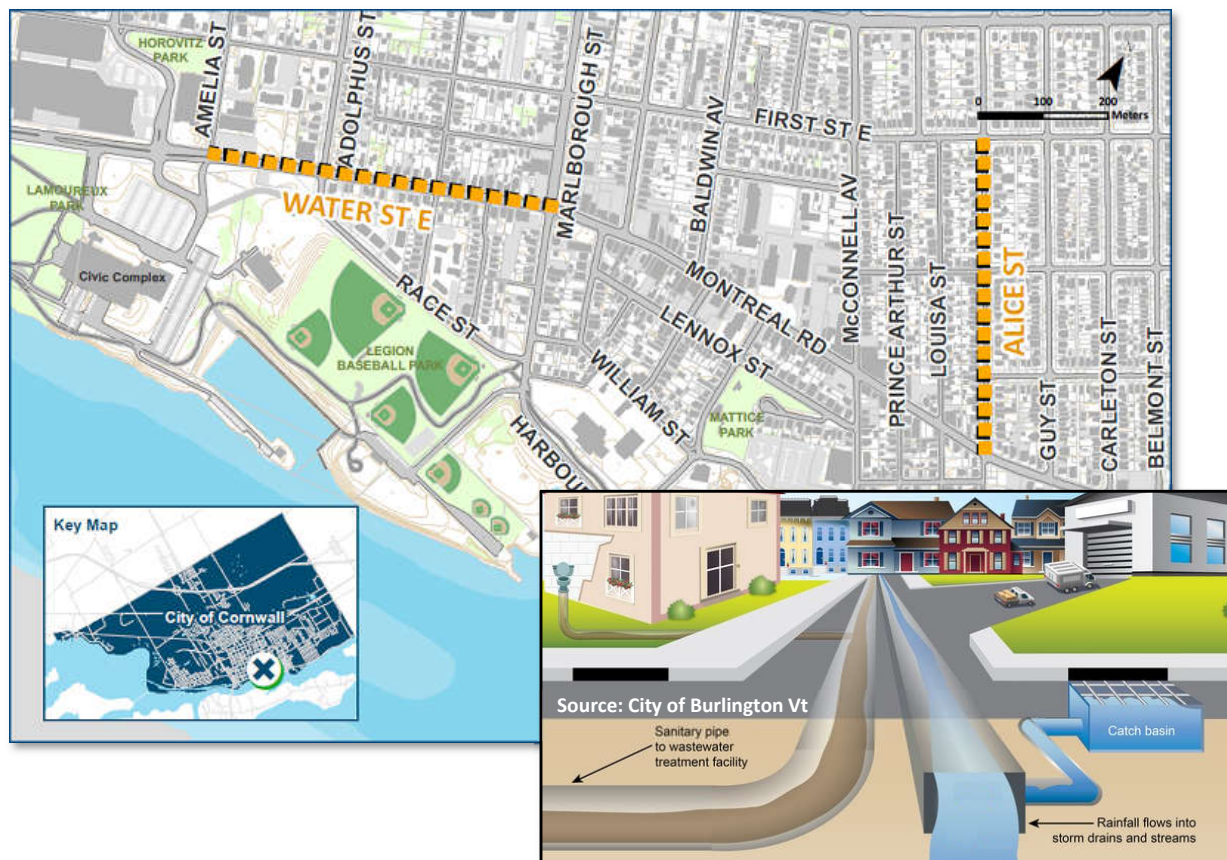 HOROVITZ
PARK
AMELIA ST
ADOLPHUS ST
MARLBOROUGH ST
BALDWIN AV
FIRST ST E
0 100 200
Meters
McCONNELL AV
PRINCE ARTHUR ST
LOUISA ST
ALICE ST
GUY ST
CARLETON ST
BELMONT ST
LAMOUREUX
PARK
WATER ST E
Civic Complex
RACE ST
MONTREAL RD
LENNOX ST
LEGION
BASEBALL PARK
WILLIAM ST
MATTICE
PARK
HARBOU
Key Map
City of Cornwall
Source: City of Burlington Vt
Sanitary pipe
to wastewater
treatment facility
Catch basin
Rainfall flows into
storm drains and streams